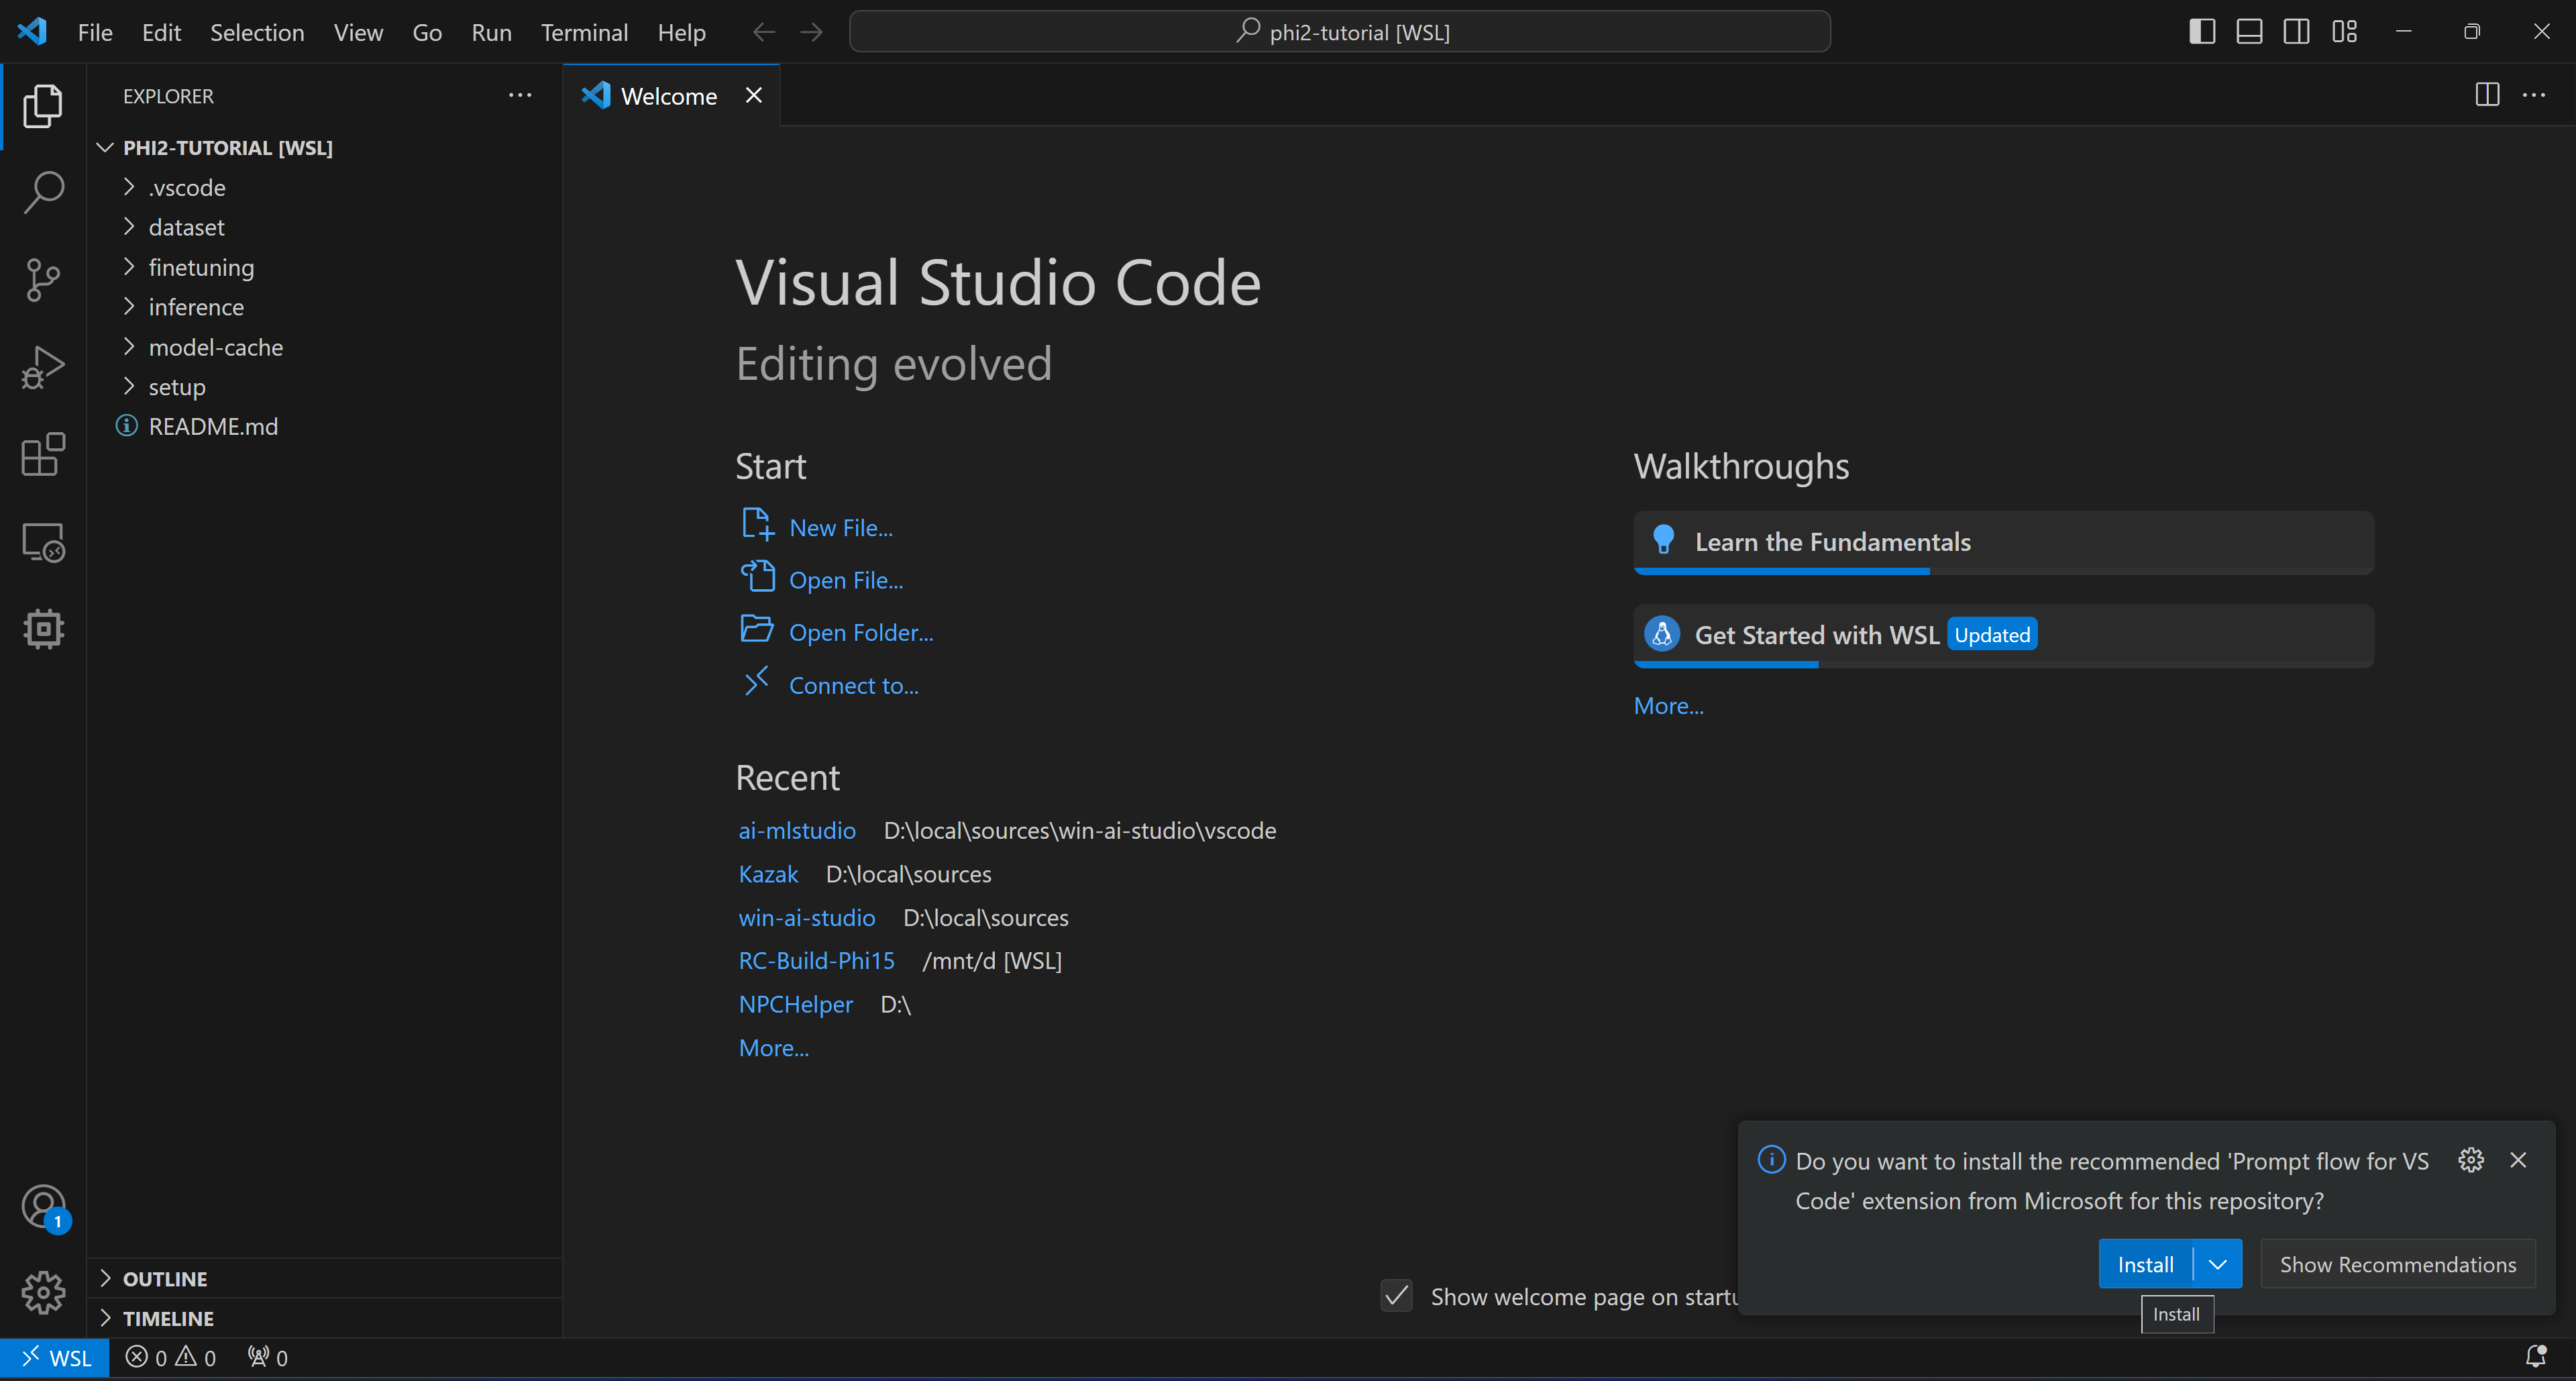 File Edit Selection View Go Run Terminal Help
phi2-tutorial [WSL]
EXPLORER
PHI2-TUTORIAL [WSL]
.vscode
dataset
finetuning
inference
model-cache
setup
README.md
OUTLINE
TIMELINE
Welcome
Visual Studio Code
Editing evolved
Start
New File...
Open File...
Open Folder...
Connect to...
Recent
ai-mlstudio D:\local\sources\win-ai-studio\vscode
Kazak D:\local\sources
win-ai-studio D:\local\sources
RC-Build-Phi15 /mnt/d [WSL]
NPCHelper D:\
More...
Walkthroughs
Learn the Fundamentals
Get Started with WSL Updated
More...
Show welcome page on startu
Do you want to install the recommended 'Prompt flow for VS
Code' extension from Microsoft for this repository?
Install
Show Recommendations
Install
1
WSL 0 0 0